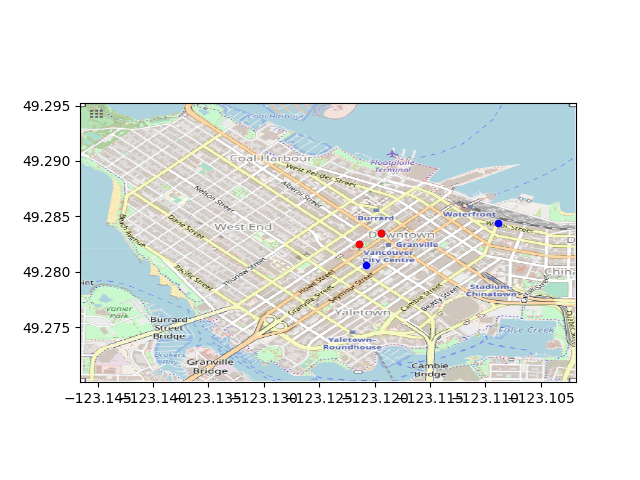 49.295
49.290
49.285
49.280
49.275
Coal Harbour
Floatplane
Terminal
Coal Harbour
West Pender Street
Alberni Street
Nelson Street
Burrard
Waterfront
Beach Avenue
Davie Street
West End
Downtown
Granville
Vancouver
City Centre
Pacific Street
Thurlow Street
Howe Street
Granville Street
Seymour Street
Cambie Street
Beatty Street
Stadium
Chinatown
Vanier
Park
Burrard
Street
Bridge
Yaletown
Yaletown-
Roundhouse
False Creek
Granville
Bridge
Cambie
Bridge
−123.145
−123.140
−123.135
−123.130
−123.125
−123.120
−123.115
−123.110
−123.105